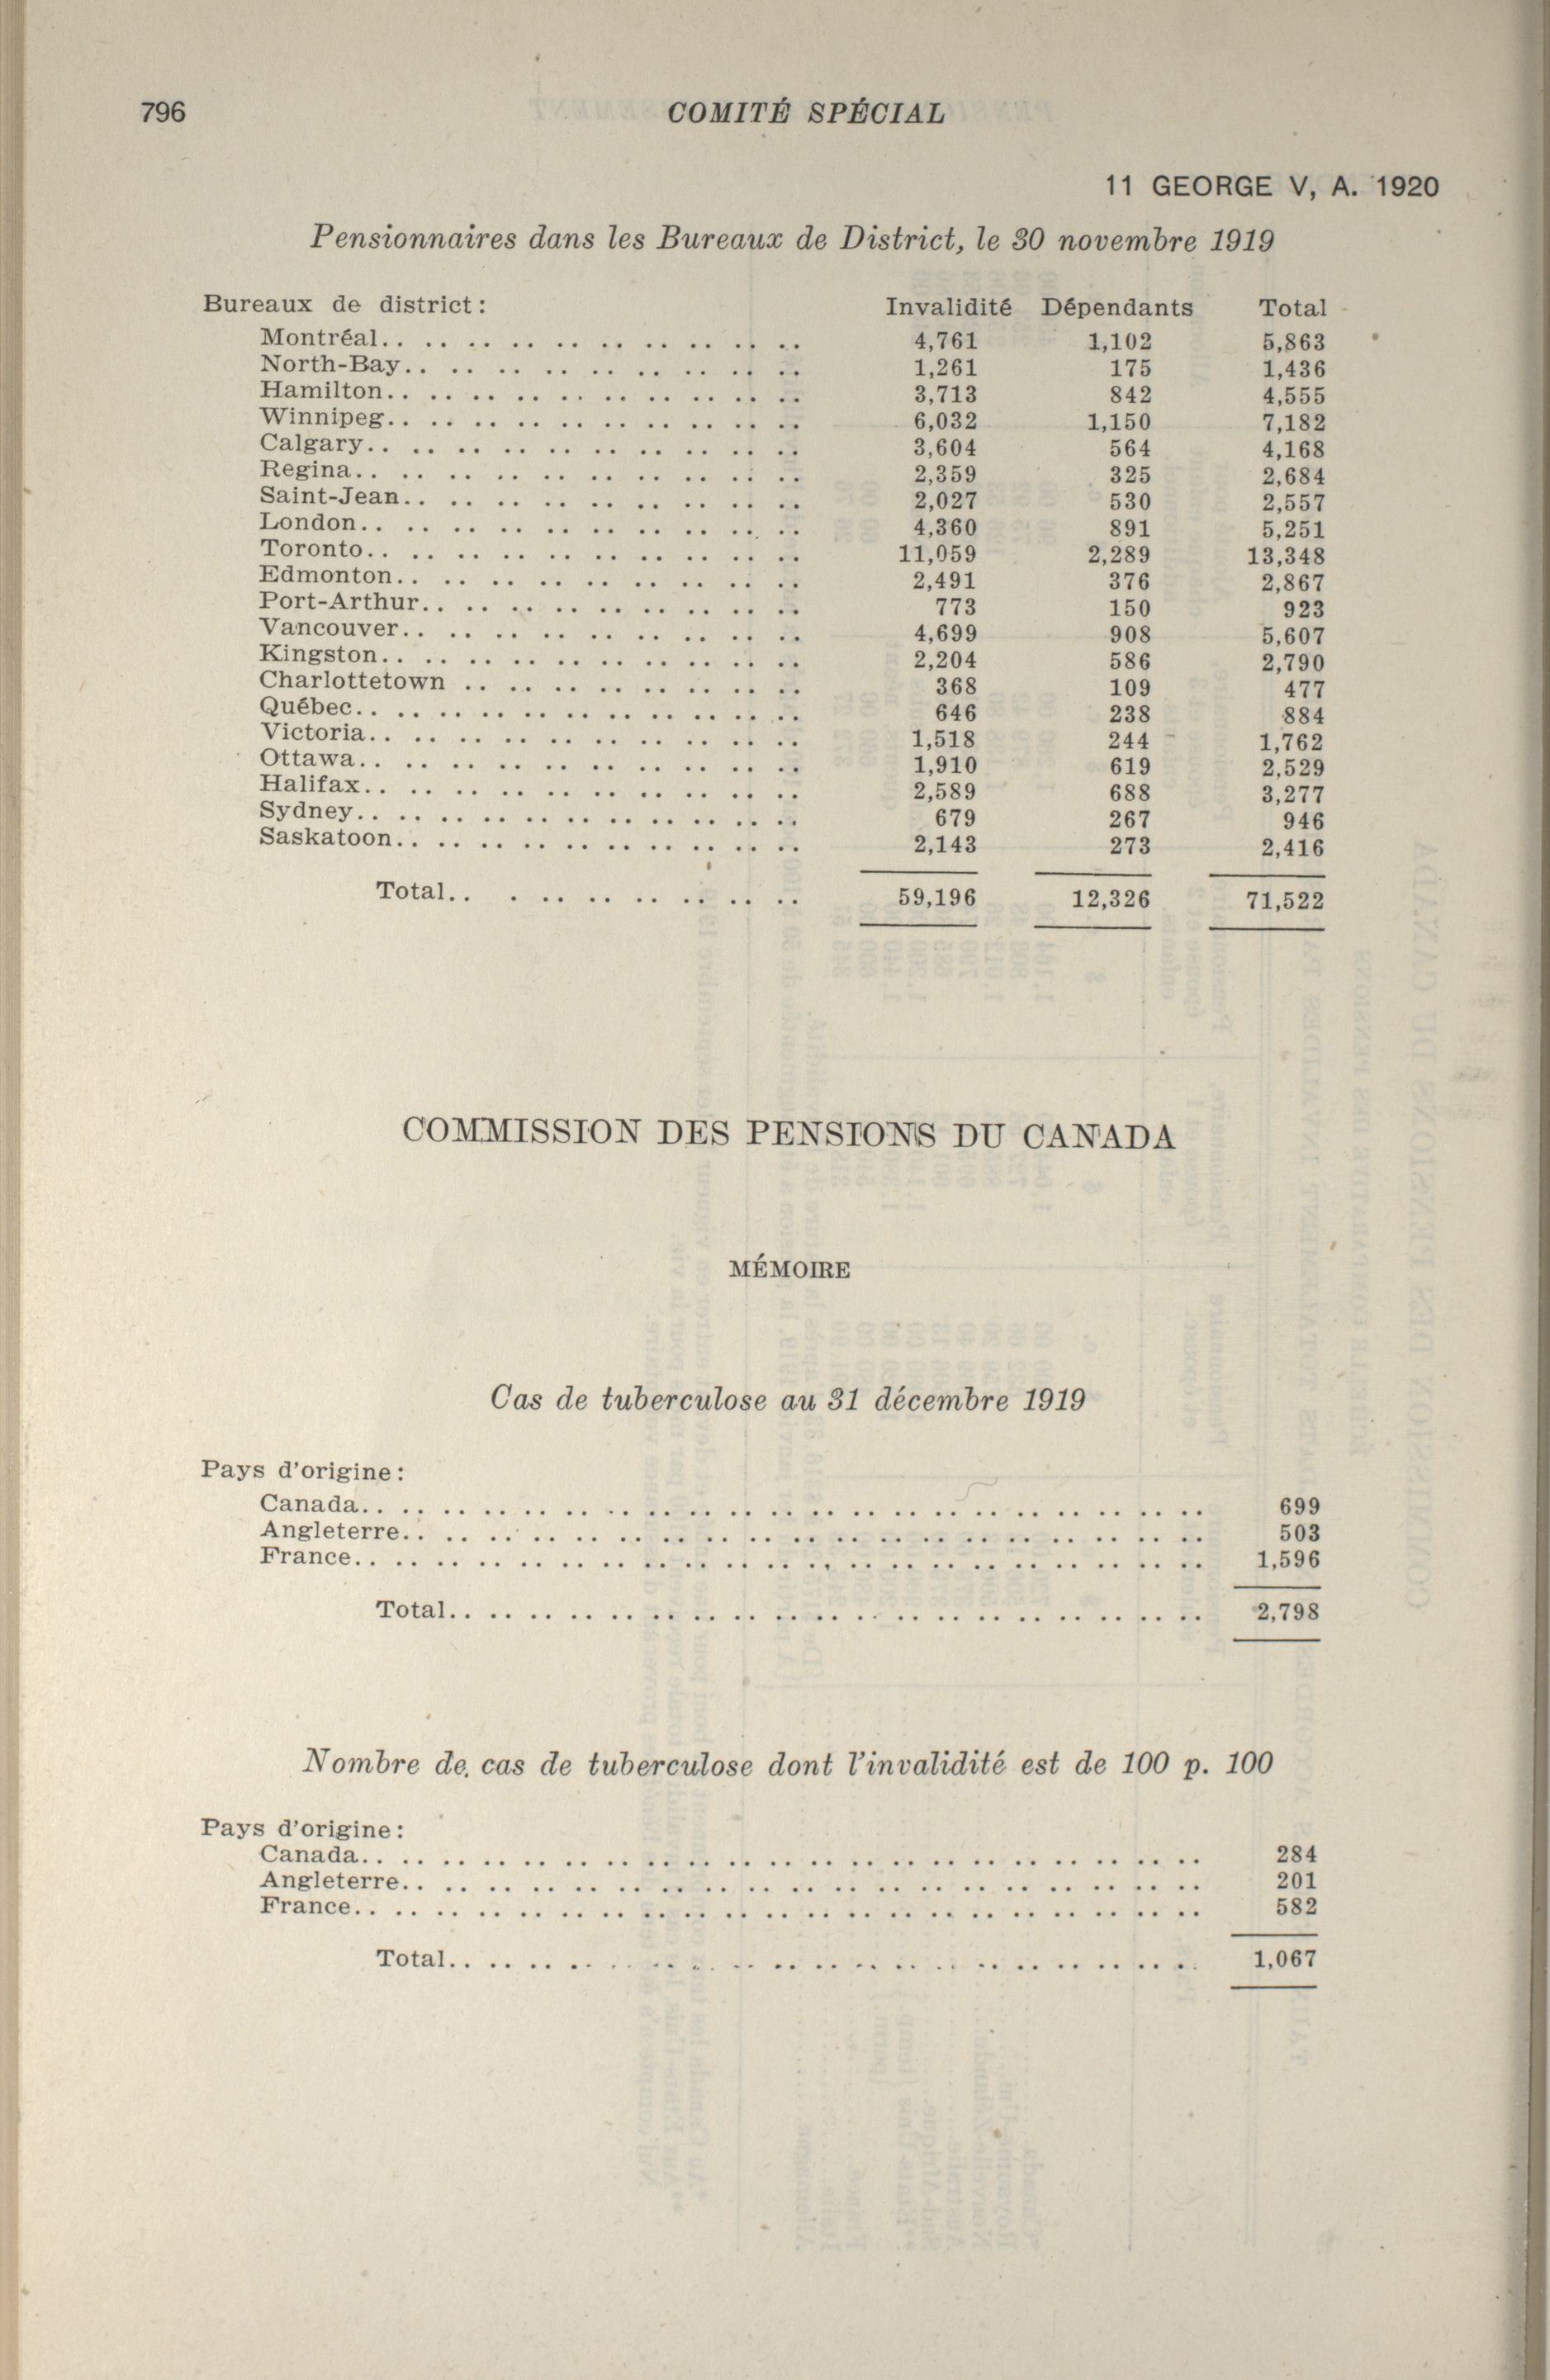 796 COMITÉ SPÉCIAL
11 GEORGE V, A. 1920
Pensionnaires dans les Bureaux de District, le 30 novembre 1919
Bureaux de district: Invalidité Dépendants Total
Montréal. . . . . . . . . . . . . . . . . . . . 4,761 1,102 5,863
North-Bay. . . . . . . . . . . . . . . . . . 1,261 175 1,436
Hamilton. . . . . . . . . . . . . . . . . . . 3,713 842 4,555
Winnipeg. . . . . . . . . . . . . . . . . . . 6,032 1,150 7,182
Calgary. . . . . . . . . . . . . . . . . . . . 3,604 564 4,168
Regina. . . . . . . . . . . . . . . . . . . . 2,359 325 2,684
Saint-Jean. . . . . . . . . . . . . . . . . . 2,027 530 2,557
London. . . . . . . . . . . . . . . . . . . . 4,360 891 5,251
Toronto. . . . . . . . . . . . . . . . . . . . 11,059 2,289 13,348
Edmonton. . . . . . . . . . . . . . . . . . 2,491 376 2,867
Port-Arthur. . . . . . . . . . . . . . . . . . 773 150 923
Vancouver. . . . . . . . . . . . . . . . . . 4,699 908 5,607
Kingston. . . . . . . . . . . . . . . . . . . 2,204 586 2,790
Charlottetown . . . . . . . . . . . . . . . . 368 109 477
Québec. . . . . . . . . . . . . . . . . . . . 646 238 884
Victoria. . . . . . . . . . . . . . . . . . . . 1,518 244 1,762
Ottawa. . . . . . . . . . . . . . . . . . . . 1,910 619 2,529
Halifax. . . . . . . . . . . . . . . . . . . . 2,589 688 3,277
Sydney. . . . . . . . . . . . . . . . . . . . 679 267 946
Saskatoon. . . . . . . . . . . . . . . . . . 2,143 273 2,416
Total. . . . . . . . . . . . . . . 59,196 12,326 71,522
COMMISSION DES PENSIONS DU CANADA
MÉMOIRE
Cas de tuberculose au 31 décembre 1919
Pays d'origine:
Canada. . . . . . . . . . . . . . . . . . . . . . . . . . . . . . . . . . . . . . . . 699
Angleterre. . . . . . . . . . . . . . . . . . . . . . . . . . . . . . . . . . . . . . 503
France. . . . . . . . . . . . . . . . . . . . . . . . . . . . . . . . . . . . . . . . 1,596
Total. . . . . . . . . . . . . . . . . . . . . . . . . . . . . . . . . . . . . . 2,798
Nombre de cas de tuberculose dont l'invalidité est de 100 p. 100
Pays d'origine:
Canada. . . . . . . . . . . . . . . . . . . . . . . . . . . . . . . . . . . . . . . . 284
Angleterre. . . . . . . . . . . . . . . . . . . . . . . . . . . . . . . . . . . . . . 201
France. . . . . . . . . . . . . . . . . . . . . . . . . . . . . . . . . . . . . . . . 582
Total. . . . . . . . . . . . . . . . . . . . . . . . . . . . . . . . . . . . . . 1,067